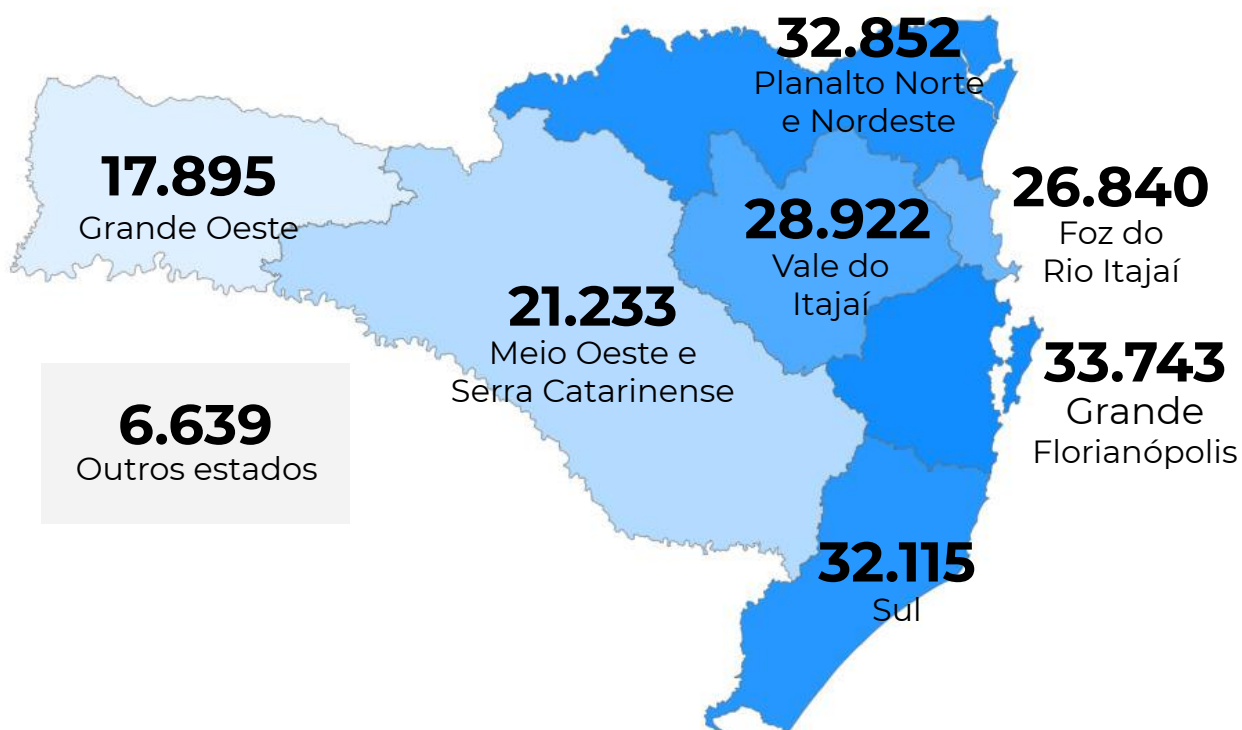 32.852
Planalto Norte
e Nordeste
17.895
Grande Oeste
28.922
Vale do
Itajaí
26.840
Foz do
Rio Itajaí
21.233
Meio Oeste e
Serra Catarinense
33.743
Grande
Florianópolis
6.639
Outros estados
32.115
Sul